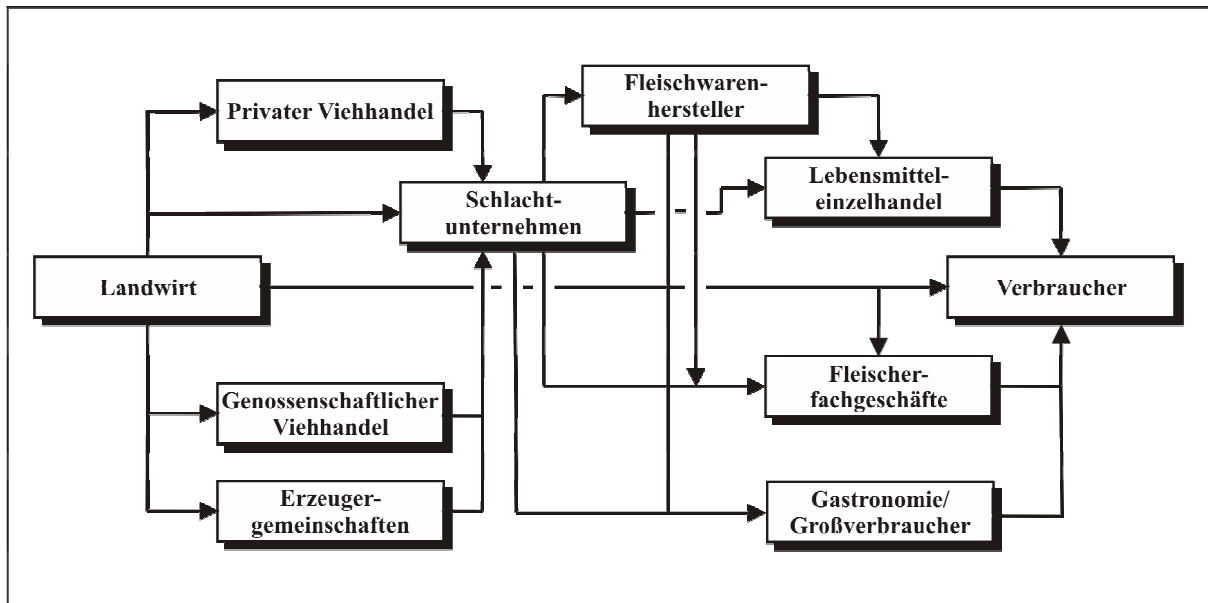 Privater Viehhandel
Fleischwaren-
hersteller
Schlacht-
unternehmen
Lebensmittel-
einzelhandel
Landwirt
Verbraucher
Genossenschaftlicher
Viehhandel
Fleischer-
fachgeschäfte
Erzeuger-
gemeinschaften
Gastronomie/
Großverbraucher